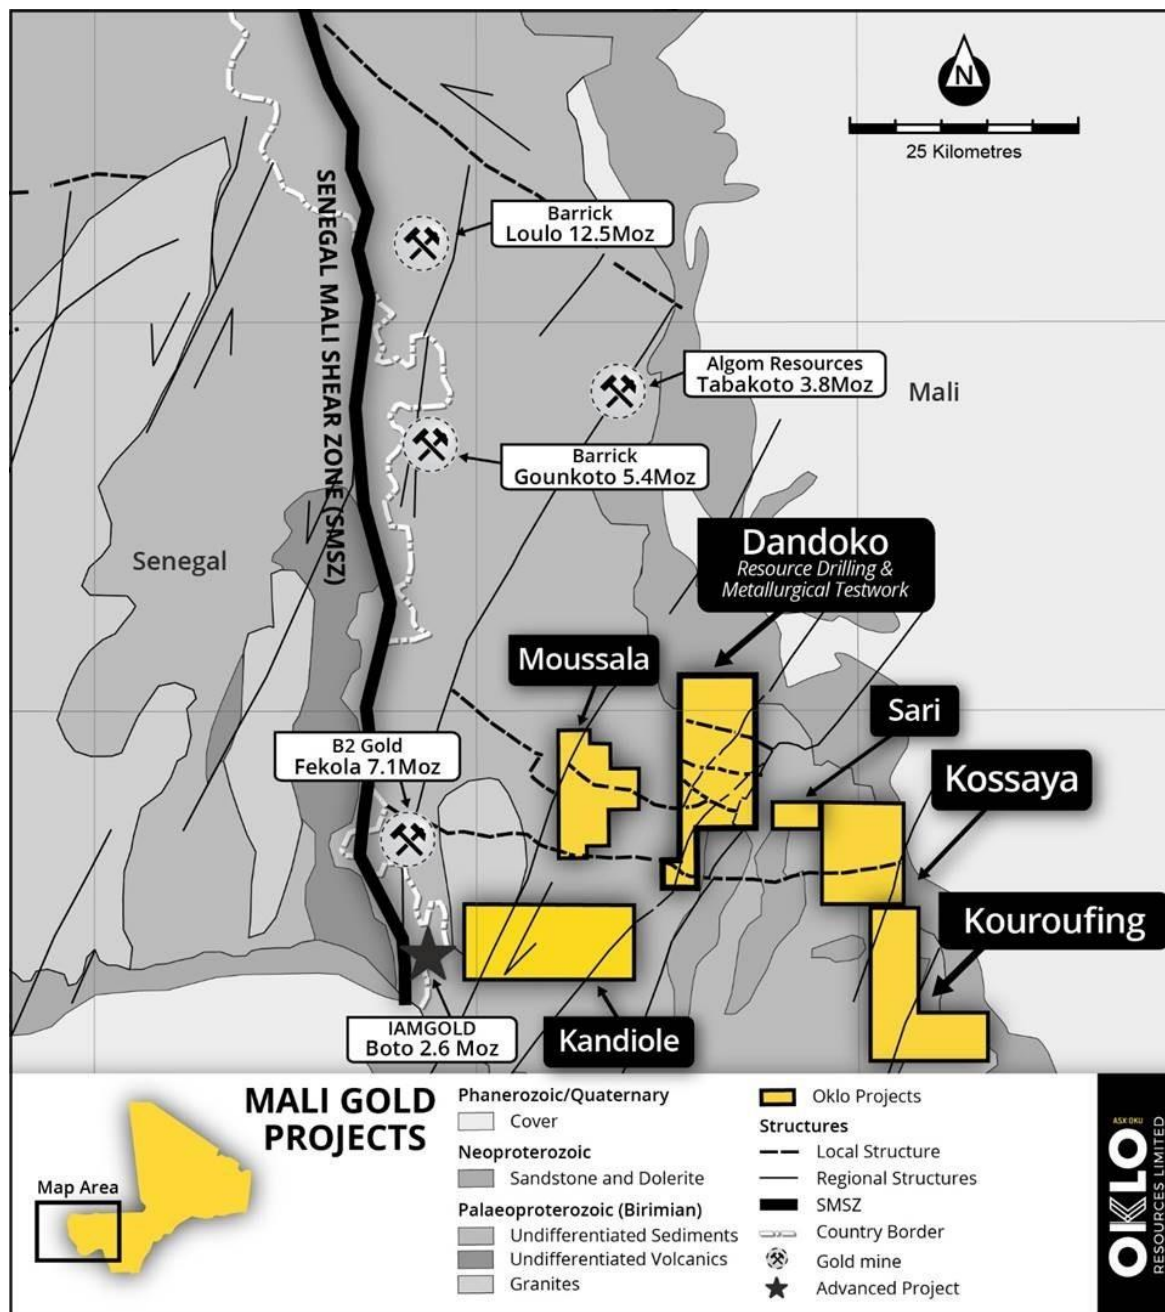 N
25 Kilometres
SENEGAL MALI SHEAR ZONE (SMSZ)
Barrick
Loulo 12.5Moz
Algom Resources
Tabakoto 3.8Moz
Mali
Barrick
Gounkoto 5.4Moz
Senegal
Dandoko
Resource Drilling &
Metallurgical Testwork
Moussala
Sari
B2 Gold
Fekola 7.1Moz
Kossaya
Kouroufing
IAMGOLD
Boto 2.6 Moz
Kandiole
MALI GOLD
PROJECTS
Map Area
Phanerozoic/Quaternary
Cover
Neoproterozoic
Sandstone and Dolerite
Palaeoproterozoic (Birimian)
Undifferentiated Sediments
Undifferentiated Volcanics
Granites
Oklo Projects
Structures
Local Structure
Regional Structures
SMSZ
Country Border
Gold mine
Advanced Project
ASX OKU
OKLO
RESOURCES LIMITED